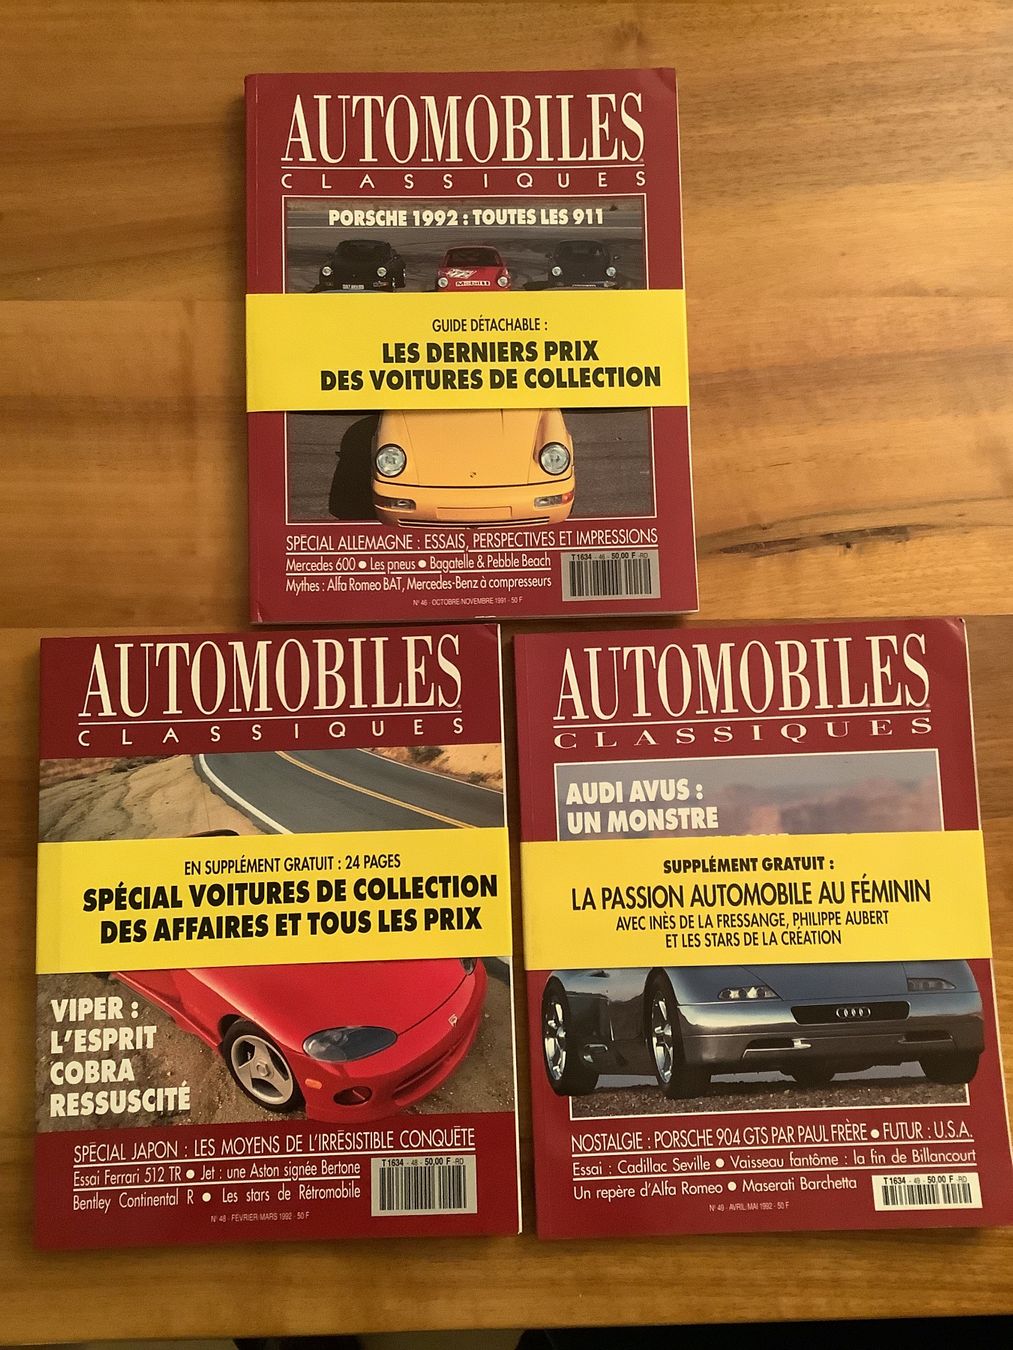 AUTOMOBILES
CLASSIQUES
PORSCHE 1992 : TOUTES LES 911
Mobil 1
GUIDE DÉTACHABLE :
LES DERNIERS PRIX
DES VOITURES DE COLLECTION
SPÉCIAL ALLEMAGNE : ESSAIS, PERSPECTIVES ET IMPRESSIONS
Mercedes 600 ● Les pneus ● Bagatelle & Pebble Beach
Mythes : Alfa Romeo BAT, Mercedes-Benz à compresseurs
T 1634 - 46 - 50,00 F -RD
N° 46 - OCTOBRE-NOVEMBRE 1991 - 50 F
AUTOMOBILES
CLASSIQUES
EN SUPPLÉMENT GRATUIT : 24 PAGES
SPÉCIAL VOITURES DE COLLECTION
DES AFFAIRES ET TOUS LES PRIX
VIPER :
L'ESPRIT
COBRA
RESSUSCITÉ
SPÉCIAL JAPON : LES MOYENS DE L'IRRÉSISTIBLE CONQUÊTE
Essai Ferrari 512 TR ● Jet : une Aston signée Bertone
Bentley Continental R ● Les stars de Rétromobile
T 1634 - 48 - 50,00 F -RD
N° 48 - FÉVRIER/MARS 1992 - 50 F
AUTOMOBILES
CLASSIQUES
AUDI AVUS :
UN MONSTRE
SUPPLÉMENT GRATUIT :
LA PASSION AUTOMOBILE AU FÉMININ
AVEC INÈS DE LA FRESSANGE, PHILIPPE AUBERT
ET LES STARS DE LA CRÉATION
NOSTALGIE : PORSCHE 904 GTS PAR PAUL FRÈRE ● FUTUR : U.S.A.
Essai : Cadillac Seville ● Vaisseau fantôme : la fin de Billancourt
Un repère d'Alfa Romeo ● Maserati Barchetta
T 1634 - 49 - 50,00 F -RD
N° 49 - AVRIL/MAI 1992 - 50 F